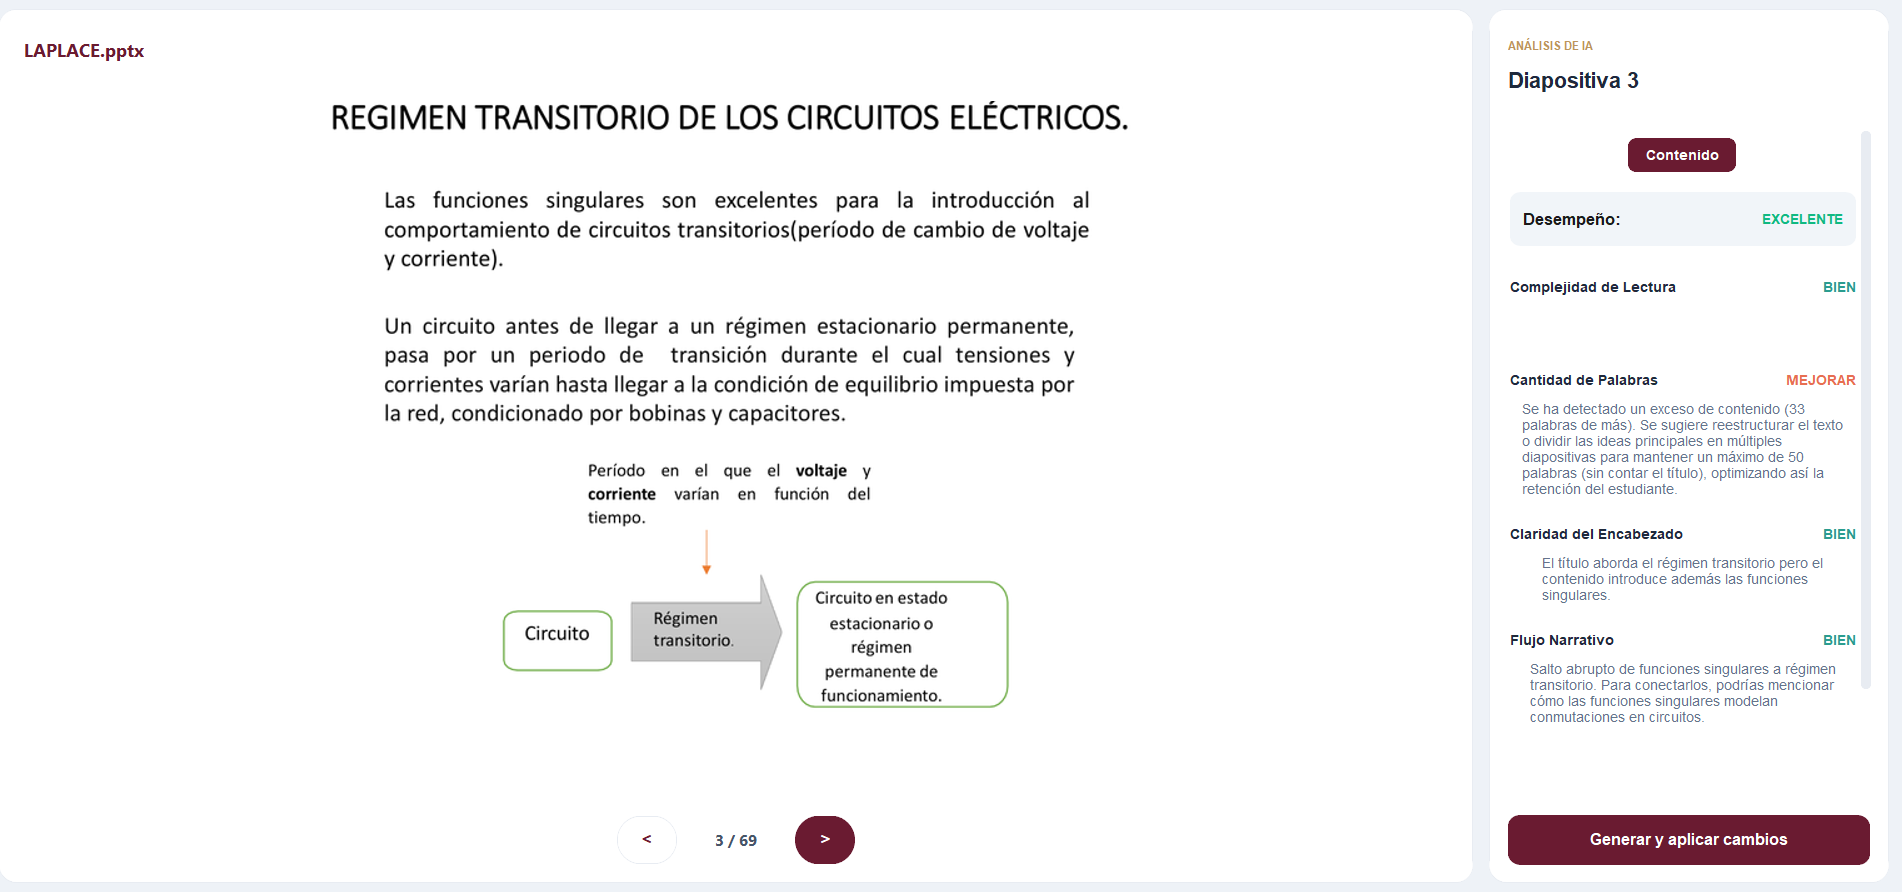 LAPLACE.pptx
REGIMEN TRANSITORIO DE LOS CIRCUITOS ELÉCTRICOS.
Las funciones singulares son excelentes para la introducción al
comportamiento de circuitos transitorios(período de cambio de voltaje
y corriente).
Un circuito antes de llegar a un régimen estacionario permanente,
pasa por un periodo de transición durante el cual tensiones y
corrientes varían hasta llegar a la condición de equilibrio impuesta por
la red, condicionado por bobinas y capacitores.
Período en el que el voltaje y
corriente varían en función del
tiempo.
Circuito
Régimen
transitorio.
Circuito en estado
estacionario o
régimen
permanente de
funcionamiento.
<
3 / 69
>
ANÁLISIS DE IA
Diapositiva 3
Contenido
Desempeño: EXCELENTE
Complejidad de Lectura BIEN
Cantidad de Palabras MEJORAR
Se ha detectado un exceso de contenido (33
palabras de más). Se sugiere reestructurar el texto
o dividir las ideas principales en múltiples
diapositivas para mantener un máximo de 50
palabras (sin contar el título), optimizando así la
retención del estudiante.
Claridad del Encabezado BIEN
El título aborda el régimen transitorio pero el
contenido introduce además las funciones
singulares.
Flujo Narrativo BIEN
Salto abrupto de funciones singulares a régimen
transitorio. Para conectarlos, podrías mencionar
cómo las funciones singulares modelan
conmutaciones en circuitos.
Generar y aplicar cambios